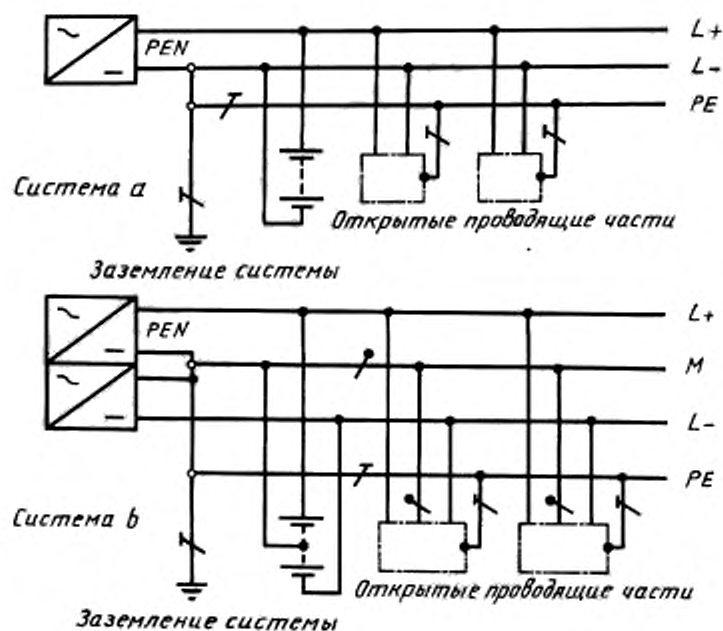 PEN
L+
L-
PE
Система a
Открытые проводящие части
Заземление системы
PEN
L+
M
L-
PE
Система b
Открытые проводящие части
Заземление системы